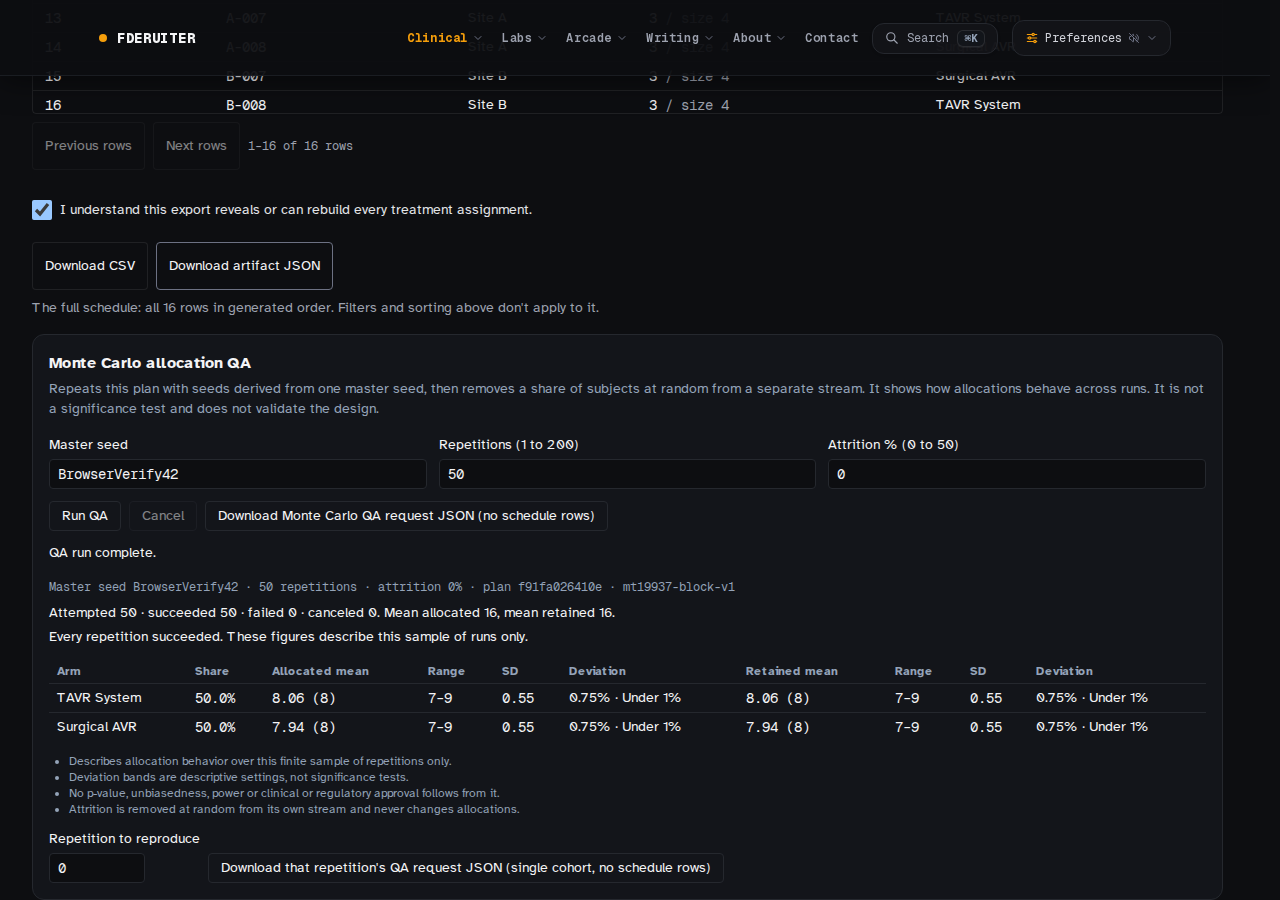 13 A-007 Site A 3 / size 4 TAVR System
FDERUITER Clinical Labs Arcade Writing About Contact Search ⌘K Preferences
14 A-008 Site A
15 B-007 Site B 3 / size 4 Surgical AVR
16 B-008 Site B 3 / size 4 TAVR System
Previous rows Next rows 1-16 of 16 rows
I understand this export reveals or can rebuild every treatment assignment.
Download CSV Download artifact JSON
The full schedule: all 16 rows in generated order. Filters and sorting above don't apply to it.
Monte Carlo allocation QA
Repeats this plan with seeds derived from one master seed, then removes a share of subjects at random from a separate stream. It shows how allocations behave across runs. It is not
a significance test and does not validate the design.
Master seed Repetitions (1 to 200) Attrition % (0 to 50)
BrowserVerify42 50 0
Run QA Cancel Download Monte Carlo QA request JSON (no schedule rows)
QA run complete.
Master seed BrowserVerify42 · 50 repetitions · attrition 0% · plan f91fa026410e · mt19937-block-v1
Attempted 50 · succeeded 50 · failed 0 · canceled 0. Mean allocated 16, mean retained 16.
Every repetition succeeded. These figures describe this sample of runs only.
Arm Share Allocated mean Range SD Deviation Retained mean Range SD Deviation
TAVR System 50.0% 8.06 (8) 7–9 0.55 0.75% · Under 1% 8.06 (8) 7–9 0.55 0.75% · Under 1%
Surgical AVR 50.0% 7.94 (8) 7–9 0.55 0.75% · Under 1% 7.94 (8) 7–9 0.55 0.75% · Under 1%
• Describes allocation behavior over this finite sample of repetitions only.
• Deviation bands are descriptive settings, not significance tests.
• No p-value, unbiasedness, power or clinical or regulatory approval follows from it.
• Attrition is removed at random from its own stream and never changes allocations.
Repetition to reproduce
0 Download that repetition's QA request JSON (single cohort, no schedule rows)